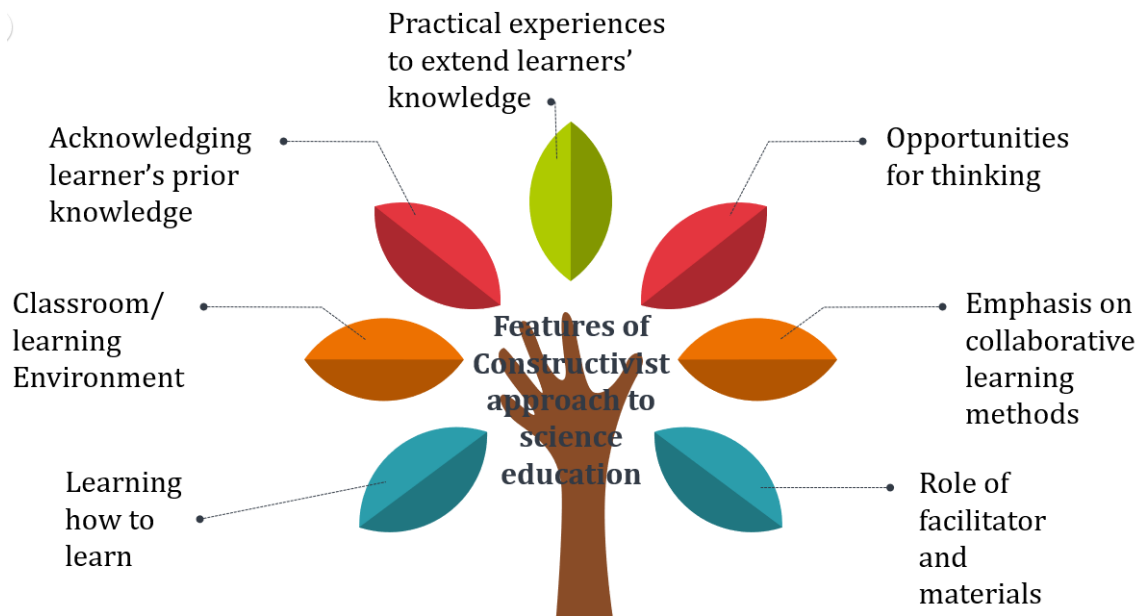 Practical experiences
to extend learners’
knowledge
Acknowledging
learner’s prior
knowledge
Opportunities
for thinking
Classroom/
learning
Environment
Features of
Constructivist
approach to
science
education
Emphasis on
collaborative
learning
methods
Learning
how to
learn
Role of
facilitator
and
materials